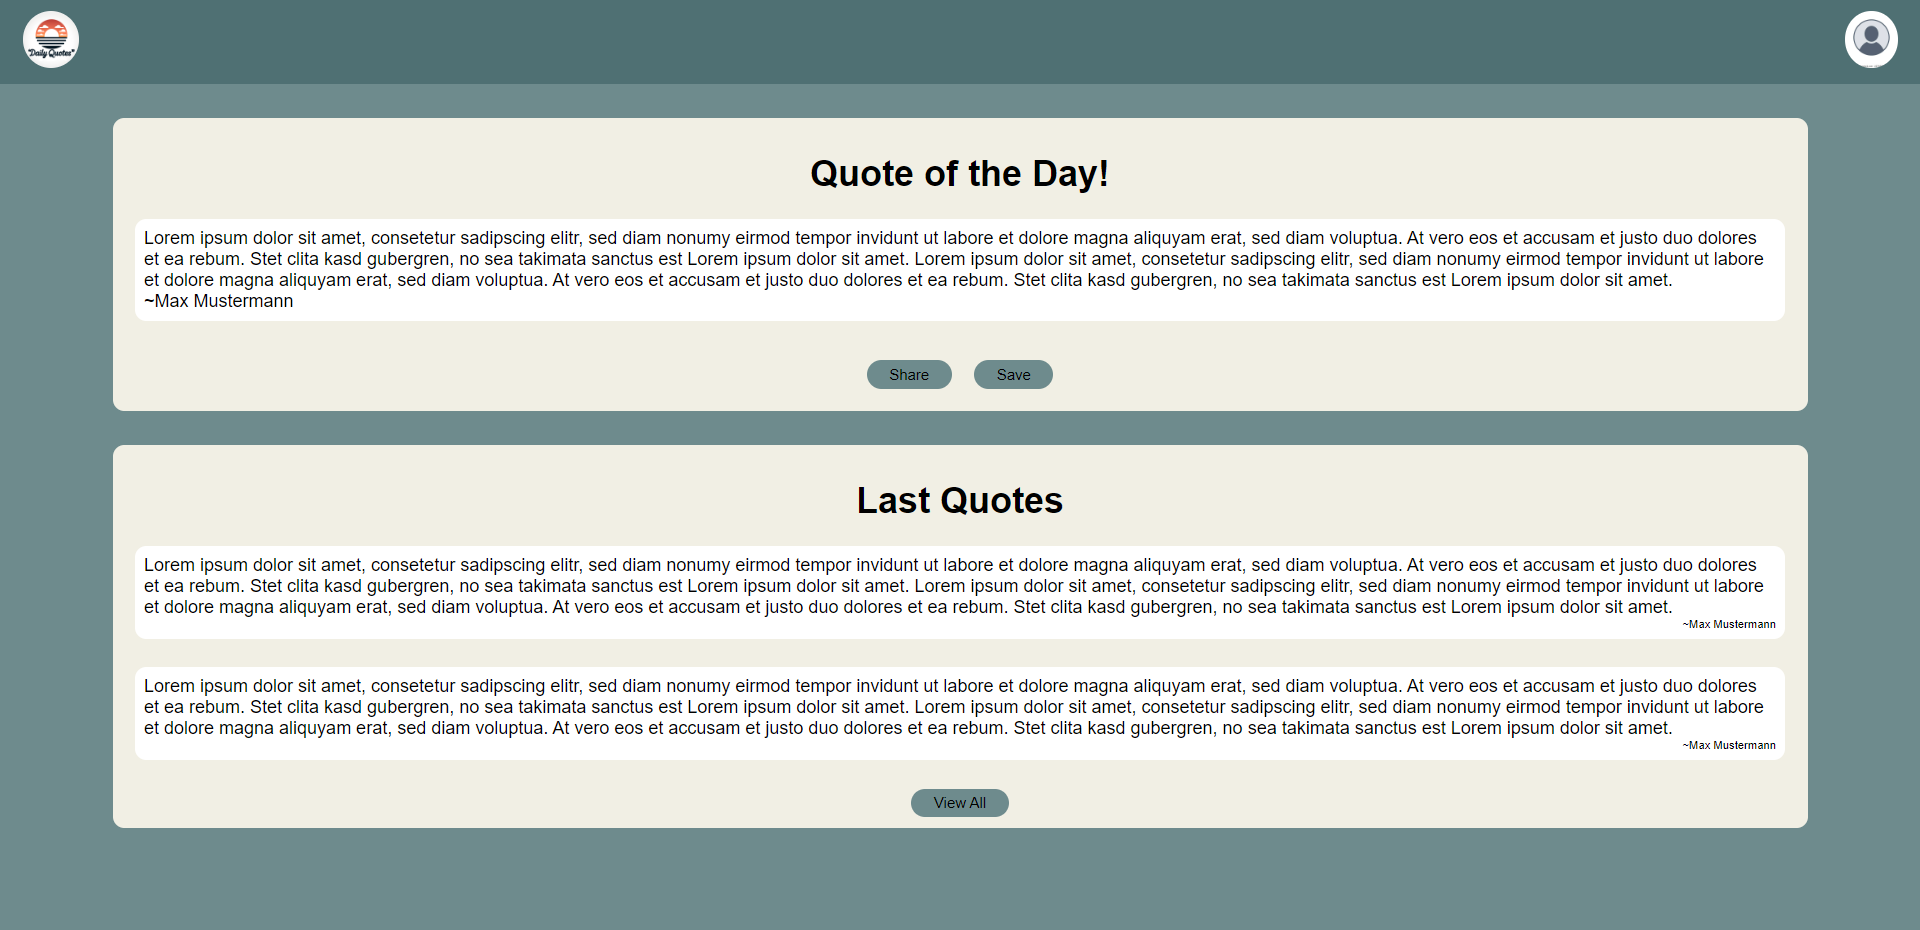 "Daily Quotes"
Quote of the Day!
Lorem ipsum dolor sit amet, consetetur sadipscing elitr, sed diam nonumy eirmod tempor invidunt ut labore et dolore magna aliquyam erat, sed diam voluptua. At vero eos et accusam et justo duo dolores
et ea rebum. Stet clita kasd gubergren, no sea takimata sanctus est Lorem ipsum dolor sit amet. Lorem ipsum dolor sit amet, consetetur sadipscing elitr, sed diam nonumy eirmod tempor invidunt ut labore
et dolore magna aliquyam erat, sed diam voluptua. At vero eos et accusam et justo duo dolores et ea rebum. Stet clita kasd gubergren, no sea takimata sanctus est Lorem ipsum dolor sit amet.
~Max Mustermann
Share Save
Last Quotes
Lorem ipsum dolor sit amet, consetetur sadipscing elitr, sed diam nonumy eirmod tempor invidunt ut labore et dolore magna aliquyam erat, sed diam voluptua. At vero eos et accusam et justo duo dolores
et ea rebum. Stet clita kasd gubergren, no sea takimata sanctus est Lorem ipsum dolor sit amet. Lorem ipsum dolor sit amet, consetetur sadipscing elitr, sed diam nonumy eirmod tempor invidunt ut labore
et dolore magna aliquyam erat, sed diam voluptua. At vero eos et accusam et justo duo dolores et ea rebum. Stet clita kasd gubergren, no sea takimata sanctus est Lorem ipsum dolor sit amet.
~Max Mustermann
Lorem ipsum dolor sit amet, consetetur sadipscing elitr, sed diam nonumy eirmod tempor invidunt ut labore et dolore magna aliquyam erat, sed diam voluptua. At vero eos et accusam et justo duo dolores
et ea rebum. Stet clita kasd gubergren, no sea takimata sanctus est Lorem ipsum dolor sit amet. Lorem ipsum dolor sit amet, consetetur sadipscing elitr, sed diam nonumy eirmod tempor invidunt ut labore
et dolore magna aliquyam erat, sed diam voluptua. At vero eos et accusam et justo duo dolores et ea rebum. Stet clita kasd gubergren, no sea takimata sanctus est Lorem ipsum dolor sit amet.
~Max Mustermann
View All